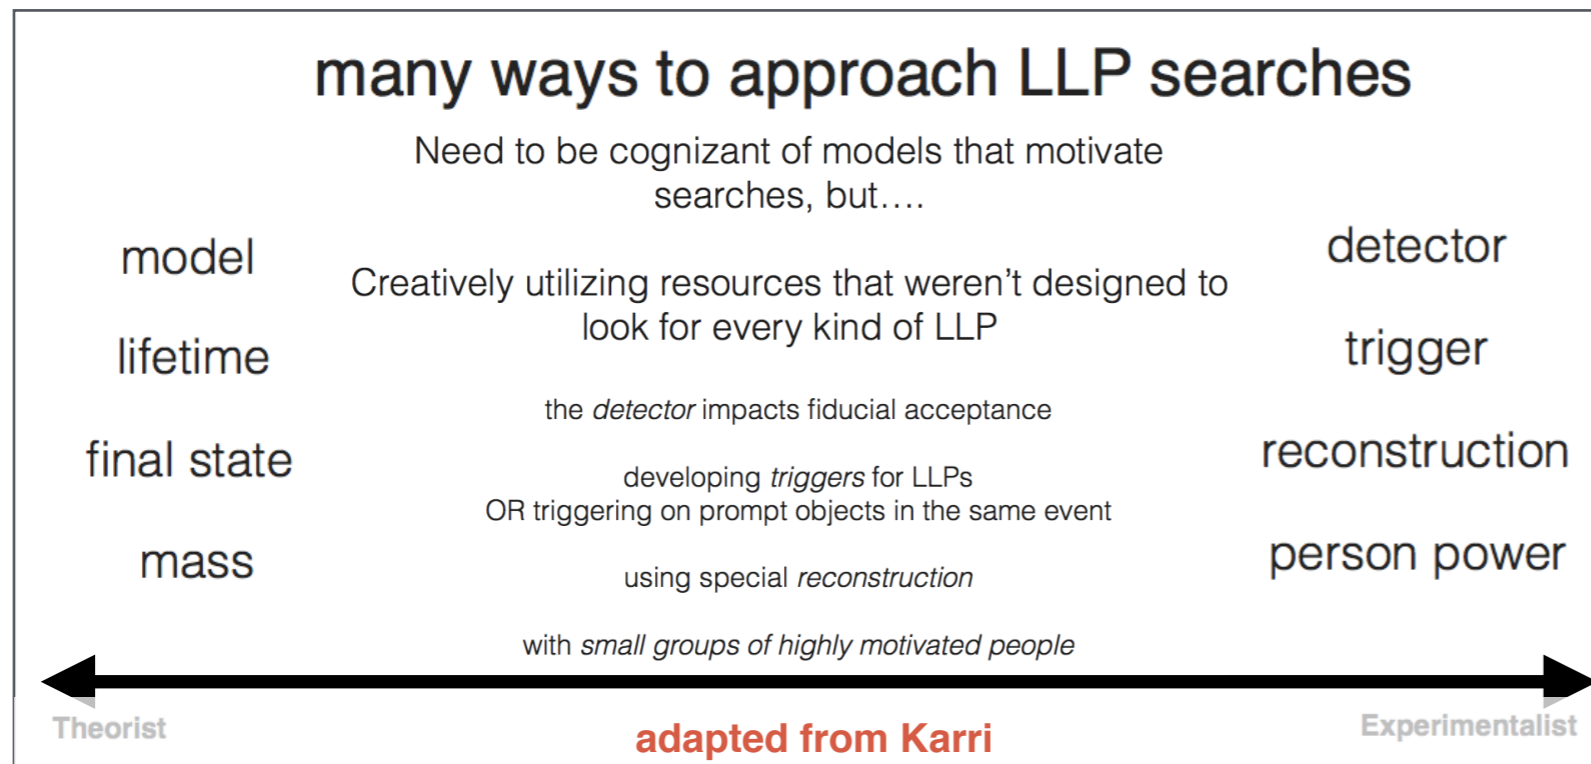 many ways to approach LLP searches
Need to be cognizant of models that motivate
searches, but....
model
lifetime
final state
mass
Creatively utilizing resources that weren't designed to
look for every kind of LLP
the detector impacts fiducial acceptance
developing triggers for LLPs
OR triggering on prompt objects in the same event
using special reconstruction
with small groups of highly motivated people
detector
trigger
reconstruction
person power
Theorist
adapted from Karri
Experimentalist